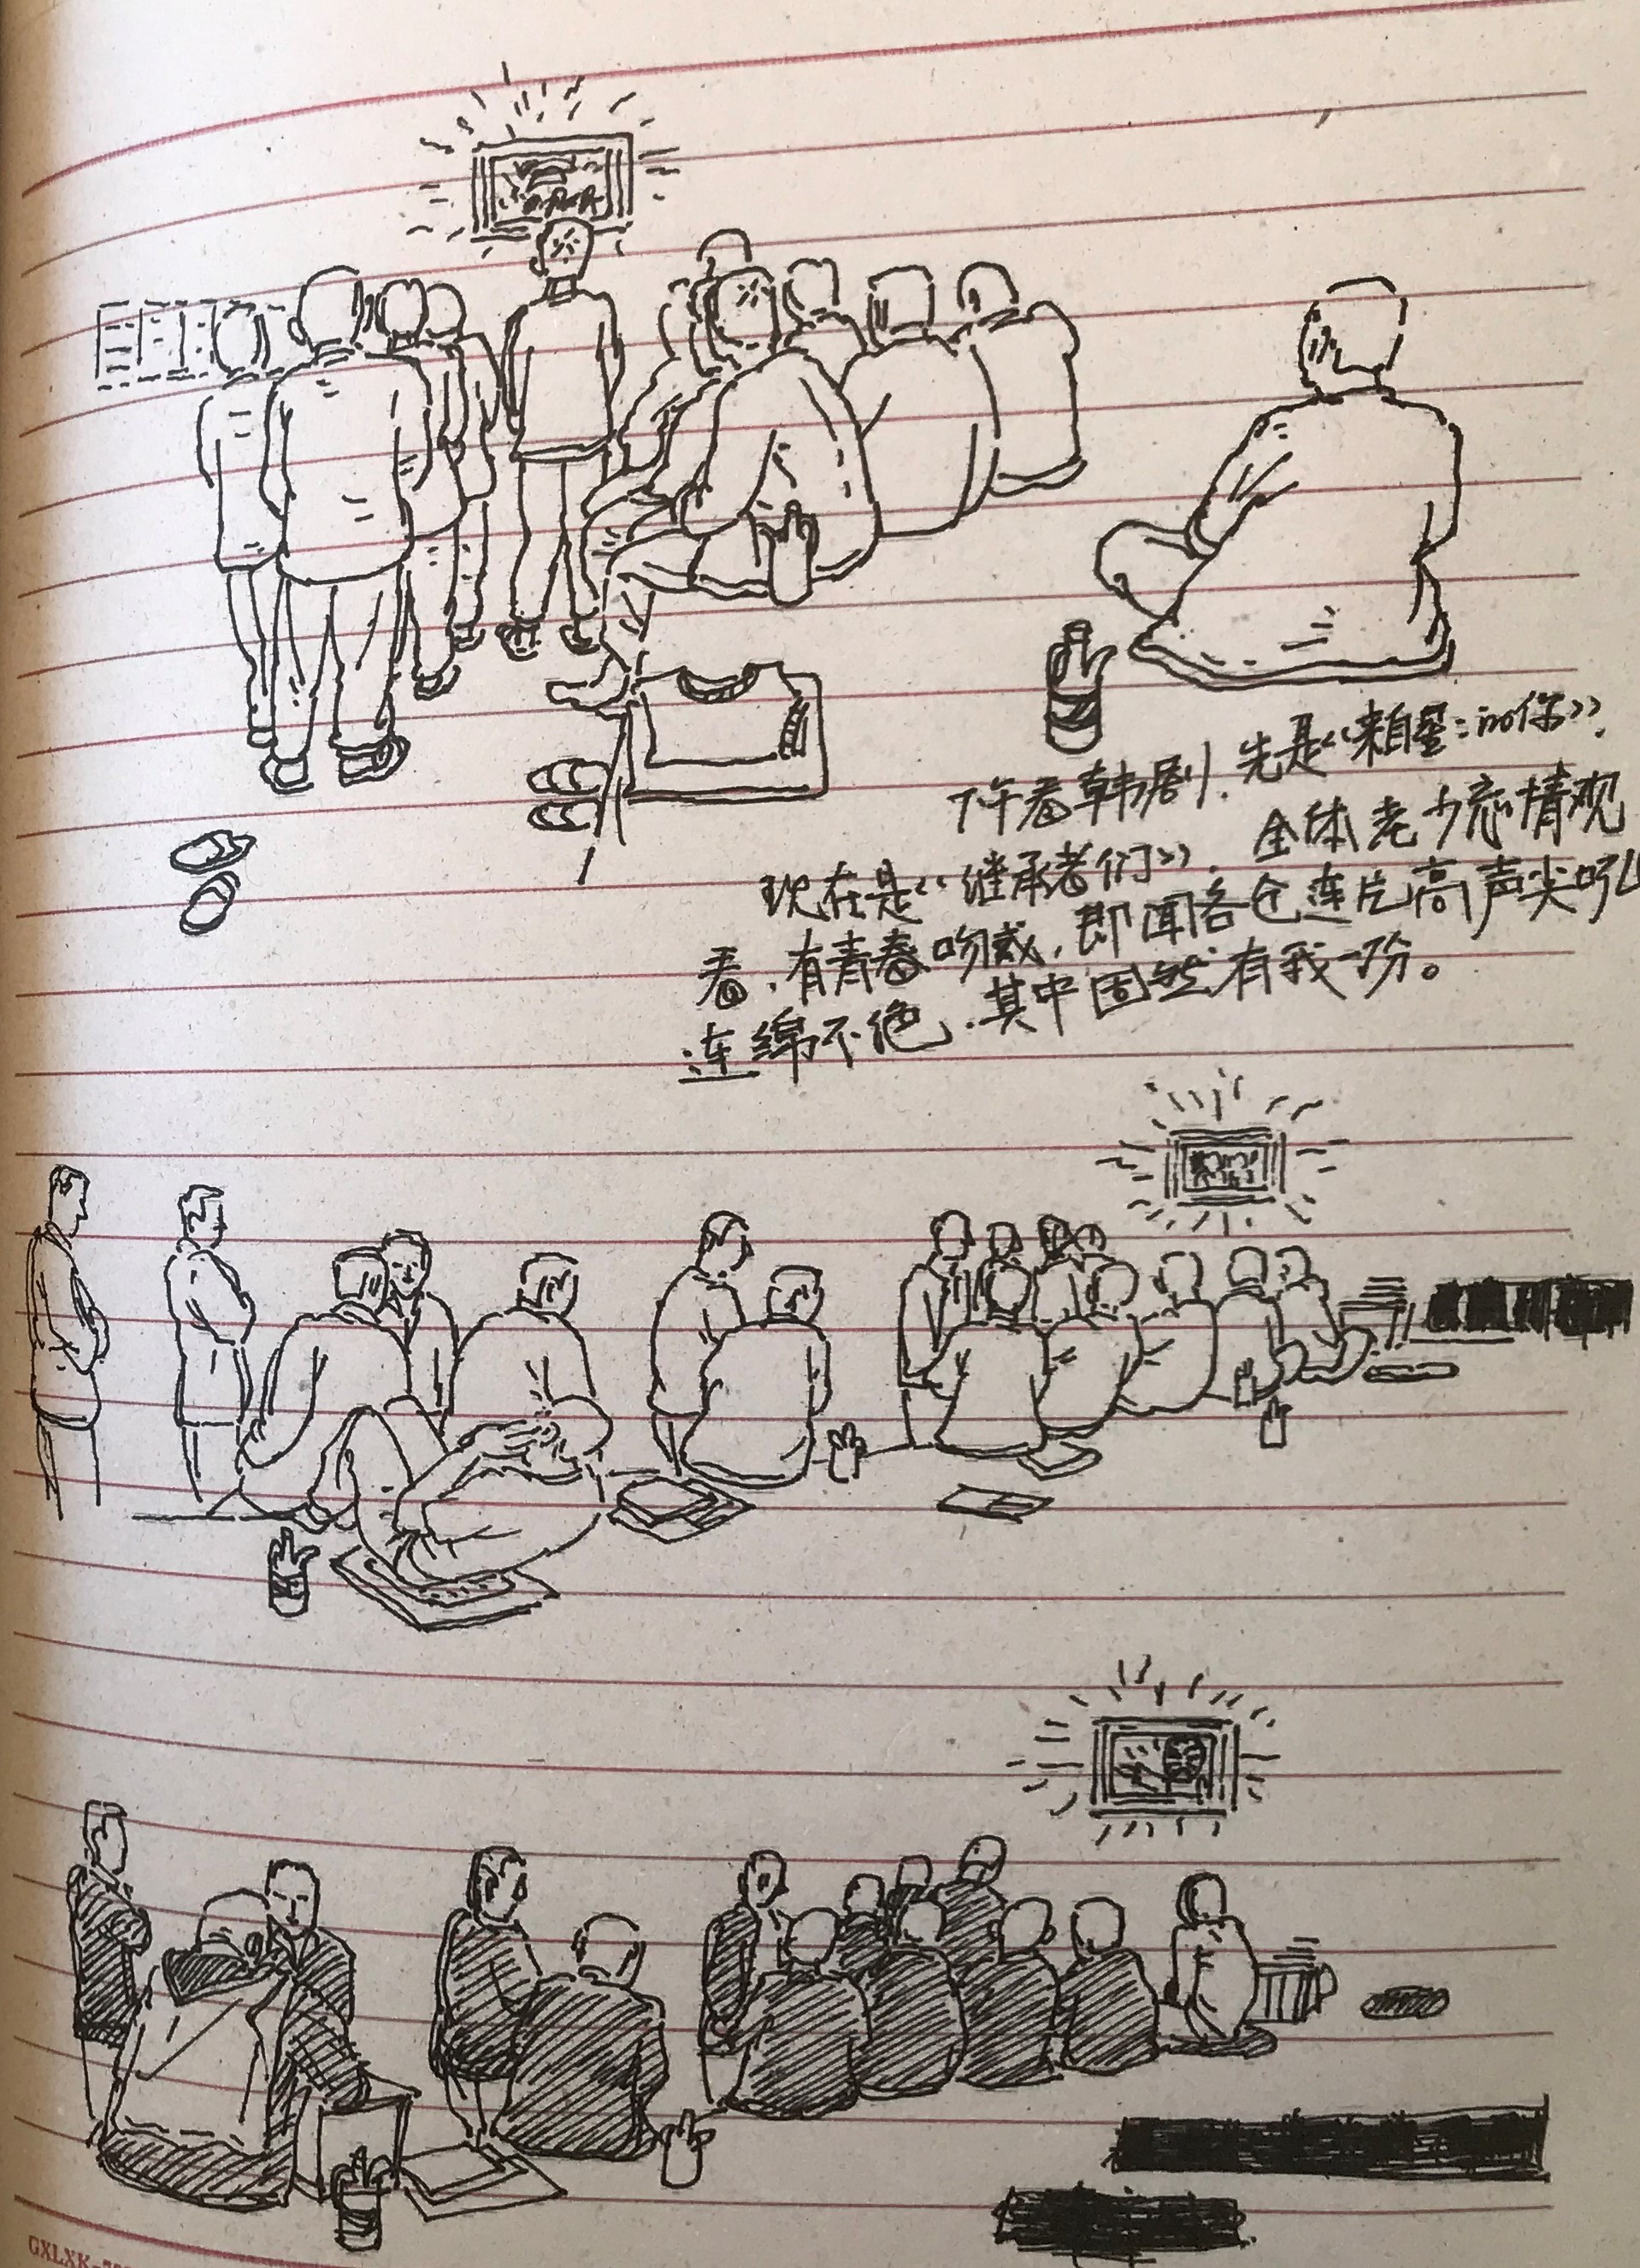 下午看韩剧，先是“来自星星的你”，
现在是“继承者们”，全体老少忘情观
看，有青春吻戏，即闻各仓连片高声尖叫
连绵不绝，其中固然有我一份。
GXLXK-